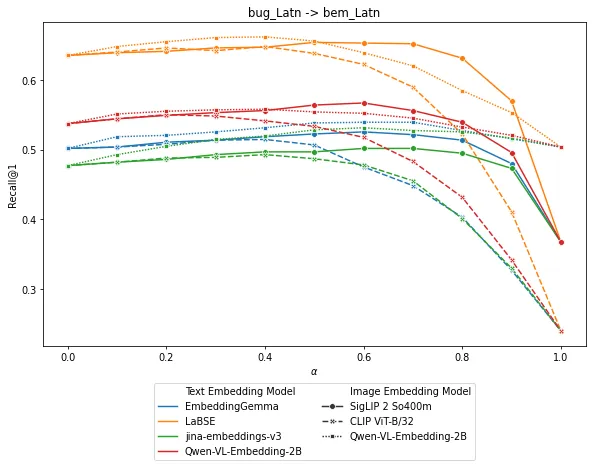 bug_Latn -> bem_Latn
Recall@1
0.6
0.5
0.4
0.3
0.0 0.2 0.4 0.6 0.8 1.0
α
Text Embedding Model Image Embedding Model
EmbeddingGemma SigLIP 2 So400m
LaBSE CLIP ViT-B/32
jina-embeddings-v3 Qwen-VL-Embedding-2B
Qwen-VL-Embedding-2B